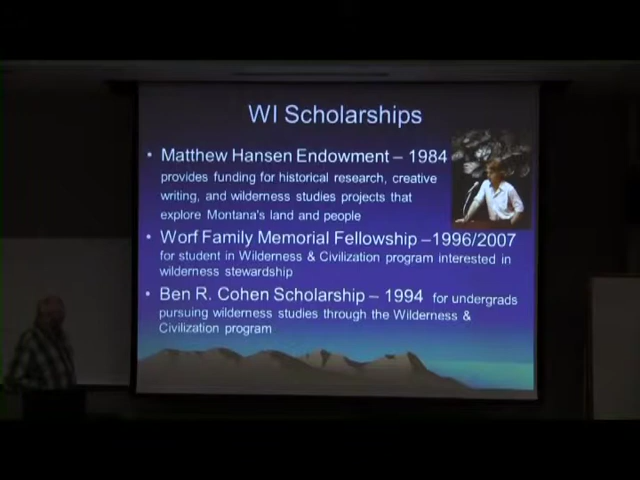 WI Scholarships
• Matthew Hansen Endowment – 1984
provides funding for historical research, creative
writing, and wilderness studies projects that
explore Montana's land and people
• Worf Family Memorial Fellowship –1996/2007
for student in Wilderness & Civilization program interested in
wilderness stewardship
• Ben R. Cohen Scholarship – 1994 for undergrads
pursuing wilderness studies through the Wilderness &
Civilization program